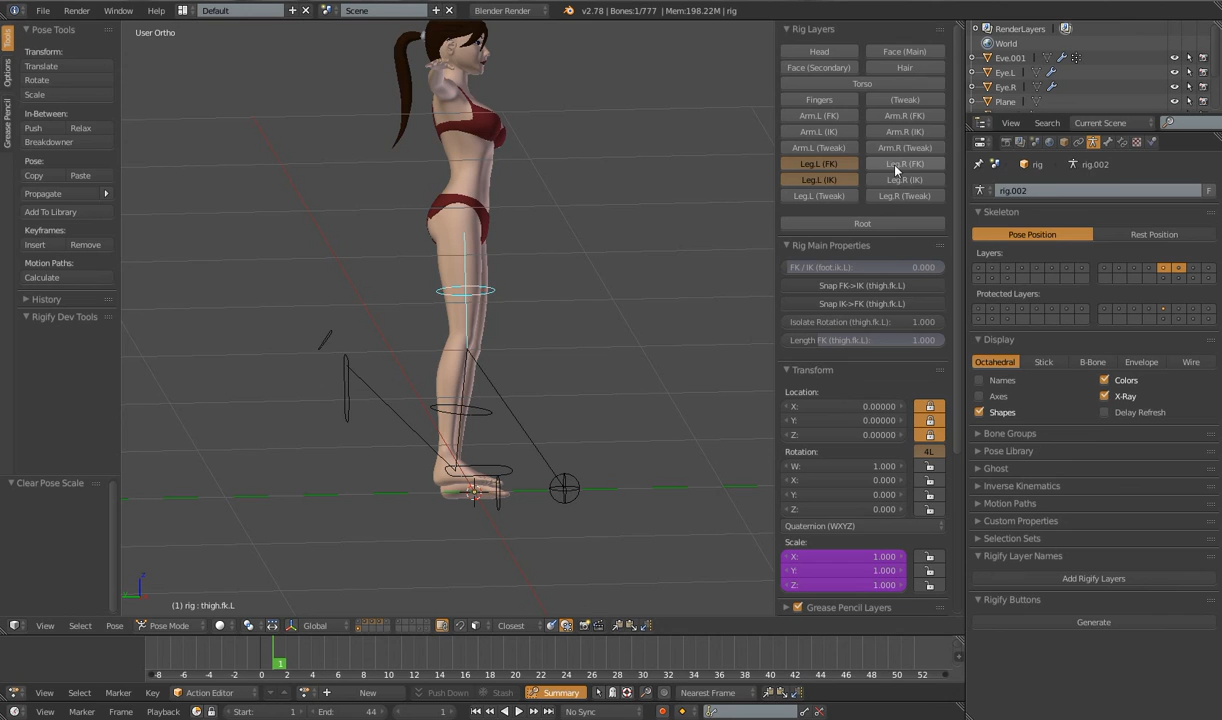 File Render Window Help Default Scene Blender Render v2.78 | Bones:1/777 | Mem:198.22M | rig
Tools
Options
Grease Pencil
Pose Tools
Transform:
Translate
Rotate
Scale
In-Between:
Push Relax
Breakdowner
Pose:
Copy Paste
Propagate
Add To Library
Keyframes:
Insert Remove
Motion Paths:
Calculate
History
Rigify Dev Tools
Clear Pose Scale
User Ortho
(1) rig : thigh.fk.L
Rig Layers
Head Face (Main)
Face (Secondary) Hair
Torso
Fingers (Tweak)
Arm.L (FK) Arm.R (FK)
Arm.L (IK) Arm.R (IK)
Arm.L (Tweak) Arm.R (Tweak)
Leg.L (FK) Leg.R (FK)
Leg.L (IK) Leg.R (IK)
Leg.L (Tweak) Leg.R (Tweak)
Root
Rig Main Properties
FK / IK (foot.ik.L): 0.000
Snap FK->IK (thigh.fk.L)
Snap IK->FK (thigh.fk.L)
Isolate Rotation (thigh.fk.L): 1.000
Length FK (thigh.fk.L): 1.000
Transform
Location:
X: 0.00000
Y: 0.00000
Z: 0.00000
Rotation: 4L
W: 1.000
X: 0.000
Y: 0.000
Z: 0.000
Quaternion (WXYZ)
Scale:
X: 1.000
Y: 1.000
Z: 1.000
Grease Pencil Layers
RenderLayers
World
Eve.001
Eye.L
Eye.R
Plane
View Search Current Scene
rig rig.002
rig.002 F
Skeleton
Pose Position Rest Position
Layers:
Protected Layers:
Display
Octahedral Stick B-Bone Envelope Wire
Names Colors
Axes X-Ray
Shapes Delay Refresh
Bone Groups
Pose Library
Ghost
Inverse Kinematics
Motion Paths
Custom Properties
Selection Sets
Rigify Layer Names
Add Rigify Layers
Rigify Buttons
Generate
View Select Pose Pose Mode Global Closest
1
-8 -6 -4 -2 0 2 4 6 8 10 12 14 16 18 20 22 24 26 28 30 32 34 36 38 40 42 44 46 48 50 52
View Select Marker Key Action Editor New Push Down Stash Summary Nearest Frame
View Marker Frame Playback Start: 1 End: 44 1 No Sync